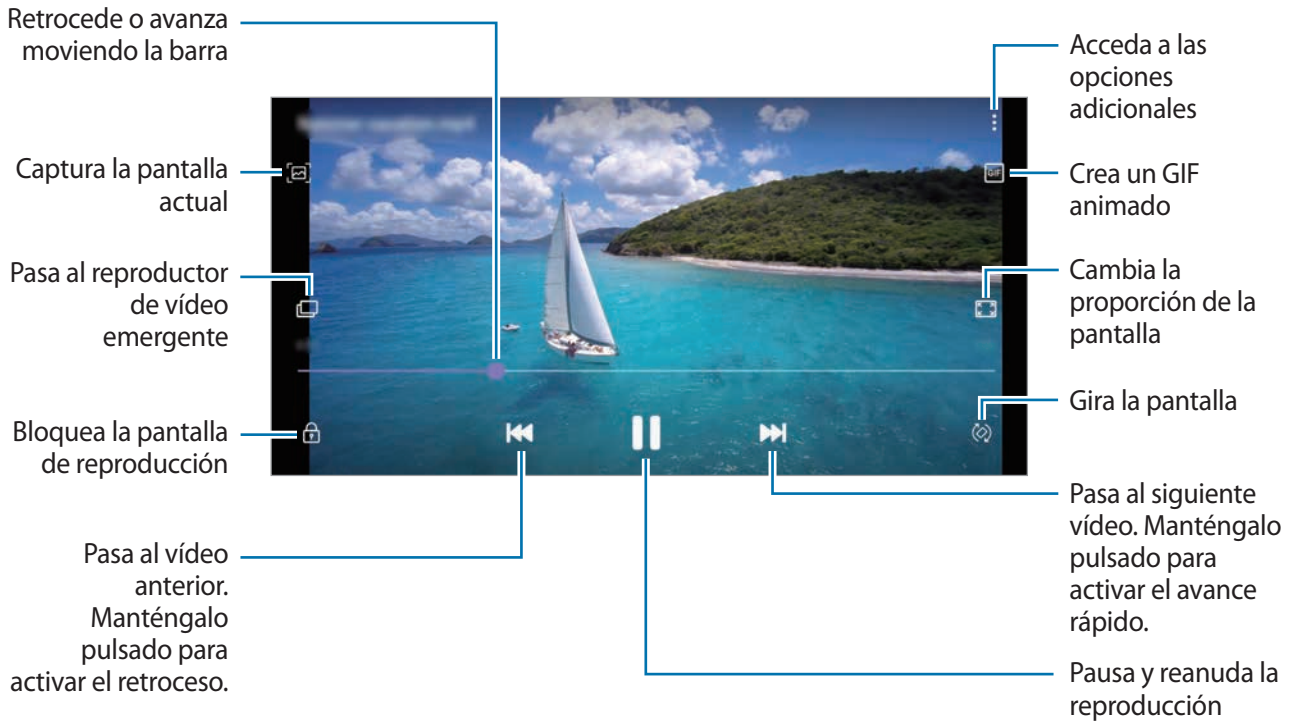 Retrocede o avanza
moviendo la barra
Captura la pantalla
actual
Pasa al reproductor
de vídeo
emergente
Bloquea la pantalla
de reproducción
Pasa al vídeo
anterior.
Manténgalo
pulsado para
activar el retroceso.
Acceda a las
opciones
adicionales
GIF
Crea un GIF
animado
Cambia la
proporción de la
pantalla
Gira la pantalla
Pasa al siguiente
vídeo. Manténgalo
pulsado para
activar el avance
rápido.
Pausa y reanuda la
reproducción